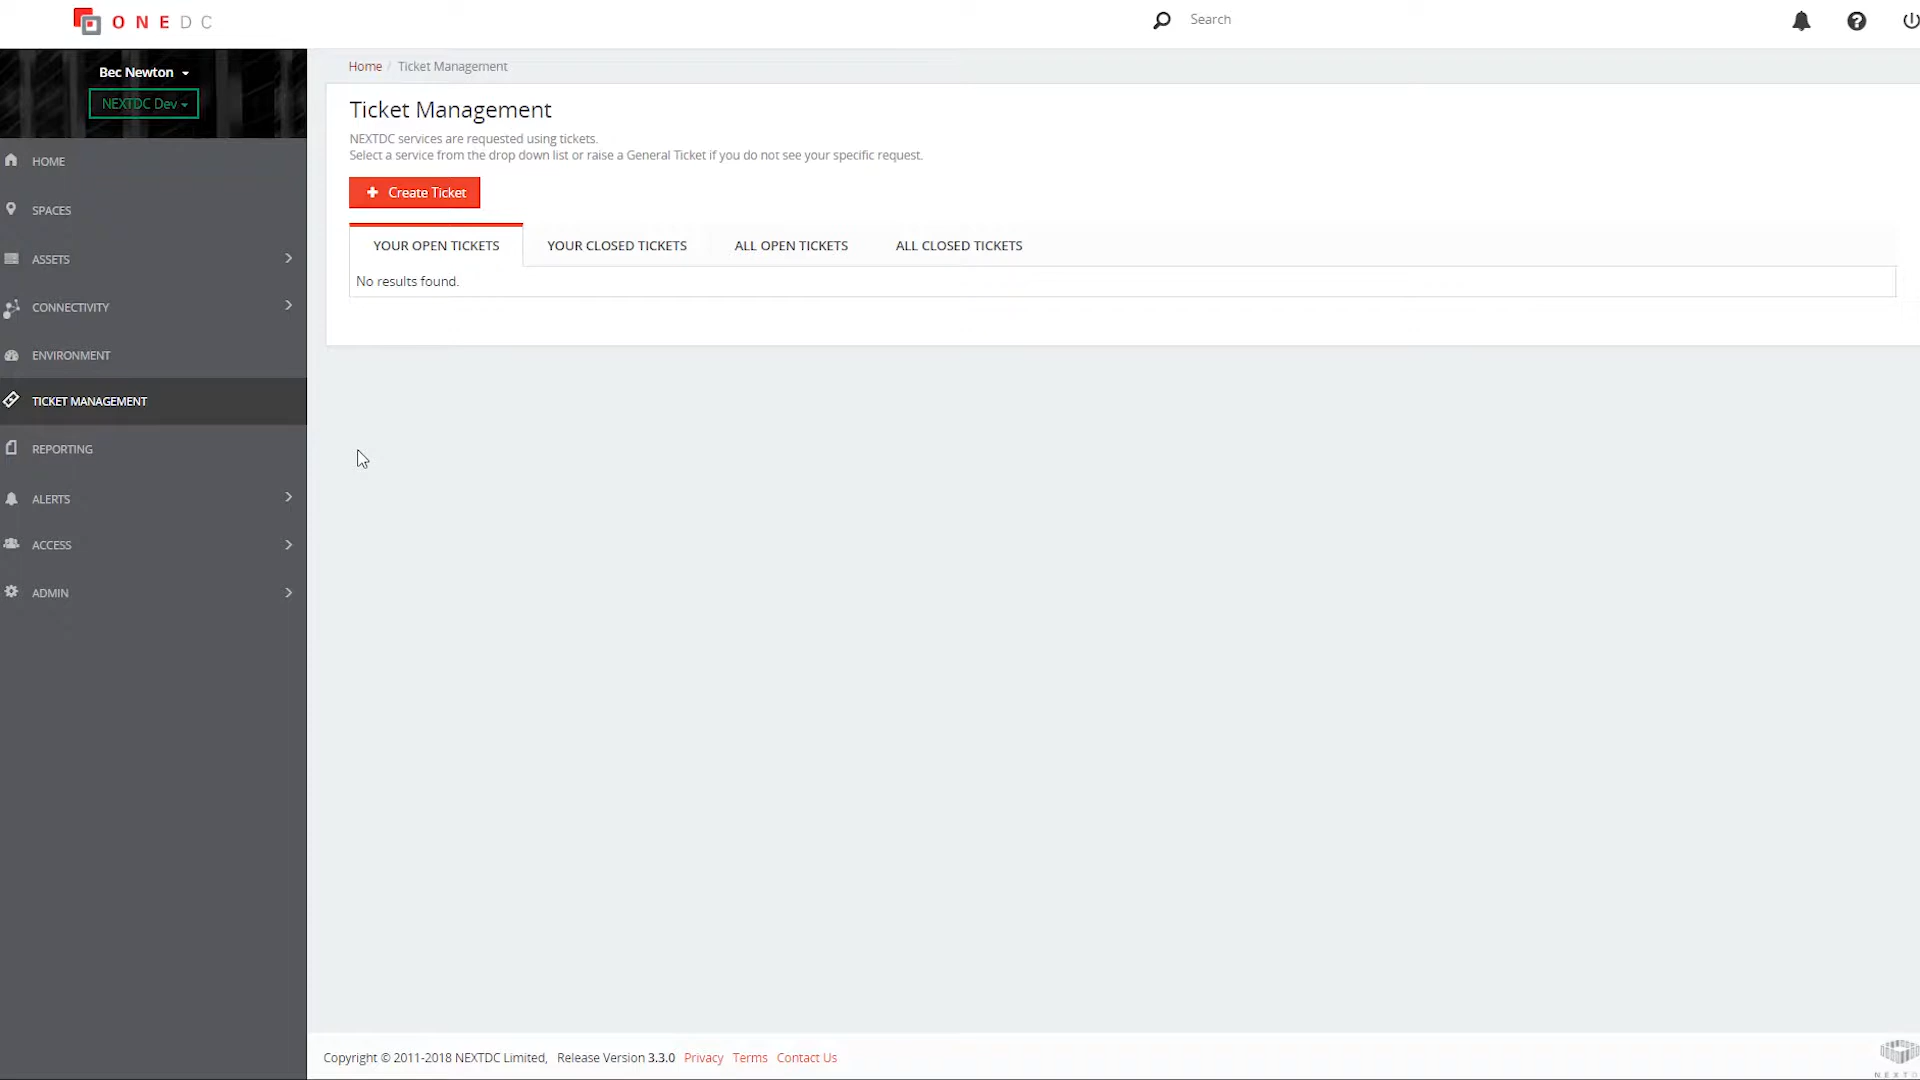 ONEDC
Search
Bec Newton
NEXTDC Dev
HOME
SPACES
ASSETS
CONNECTIVITY
ENVIRONMENT
TICKET MANAGEMENT
REPORTING
ALERTS
ACCESS
ADMIN
Home / Ticket Management
Ticket Management
NEXTDC services are requested using tickets.
Select a service from the drop down list or raise a General Ticket if you do not see your specific request.
+ Create Ticket
YOUR OPEN TICKETS YOUR CLOSED TICKETS ALL OPEN TICKETS ALL CLOSED TICKETS
No results found.
Copyright © 2011-2018 NEXTDC Limited, Release Version 3.3.0 Privacy Terms Contact Us
NEXTD